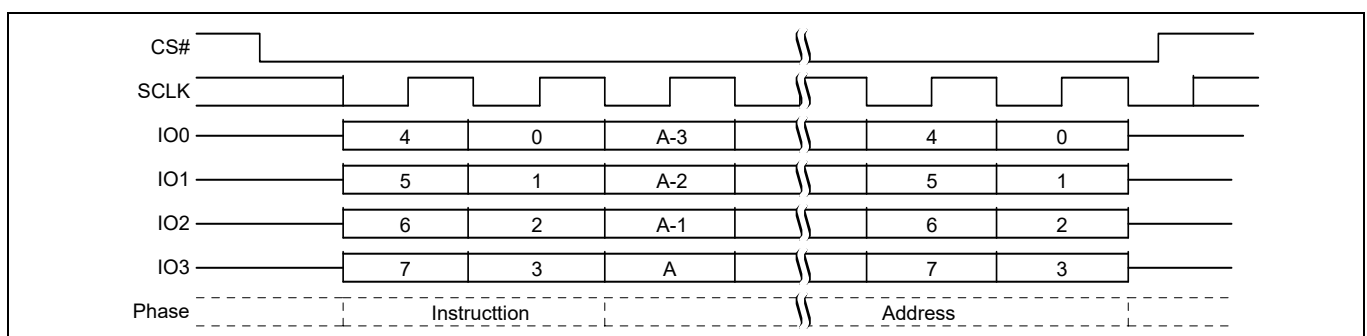 CS#
SCLK
IO0 4 0 A-3 4 0
IO1 5 1 A-2 5 1
IO2 6 2 A-1 6 2
IO3 7 3 A 7 3
Phase Instructtion Address